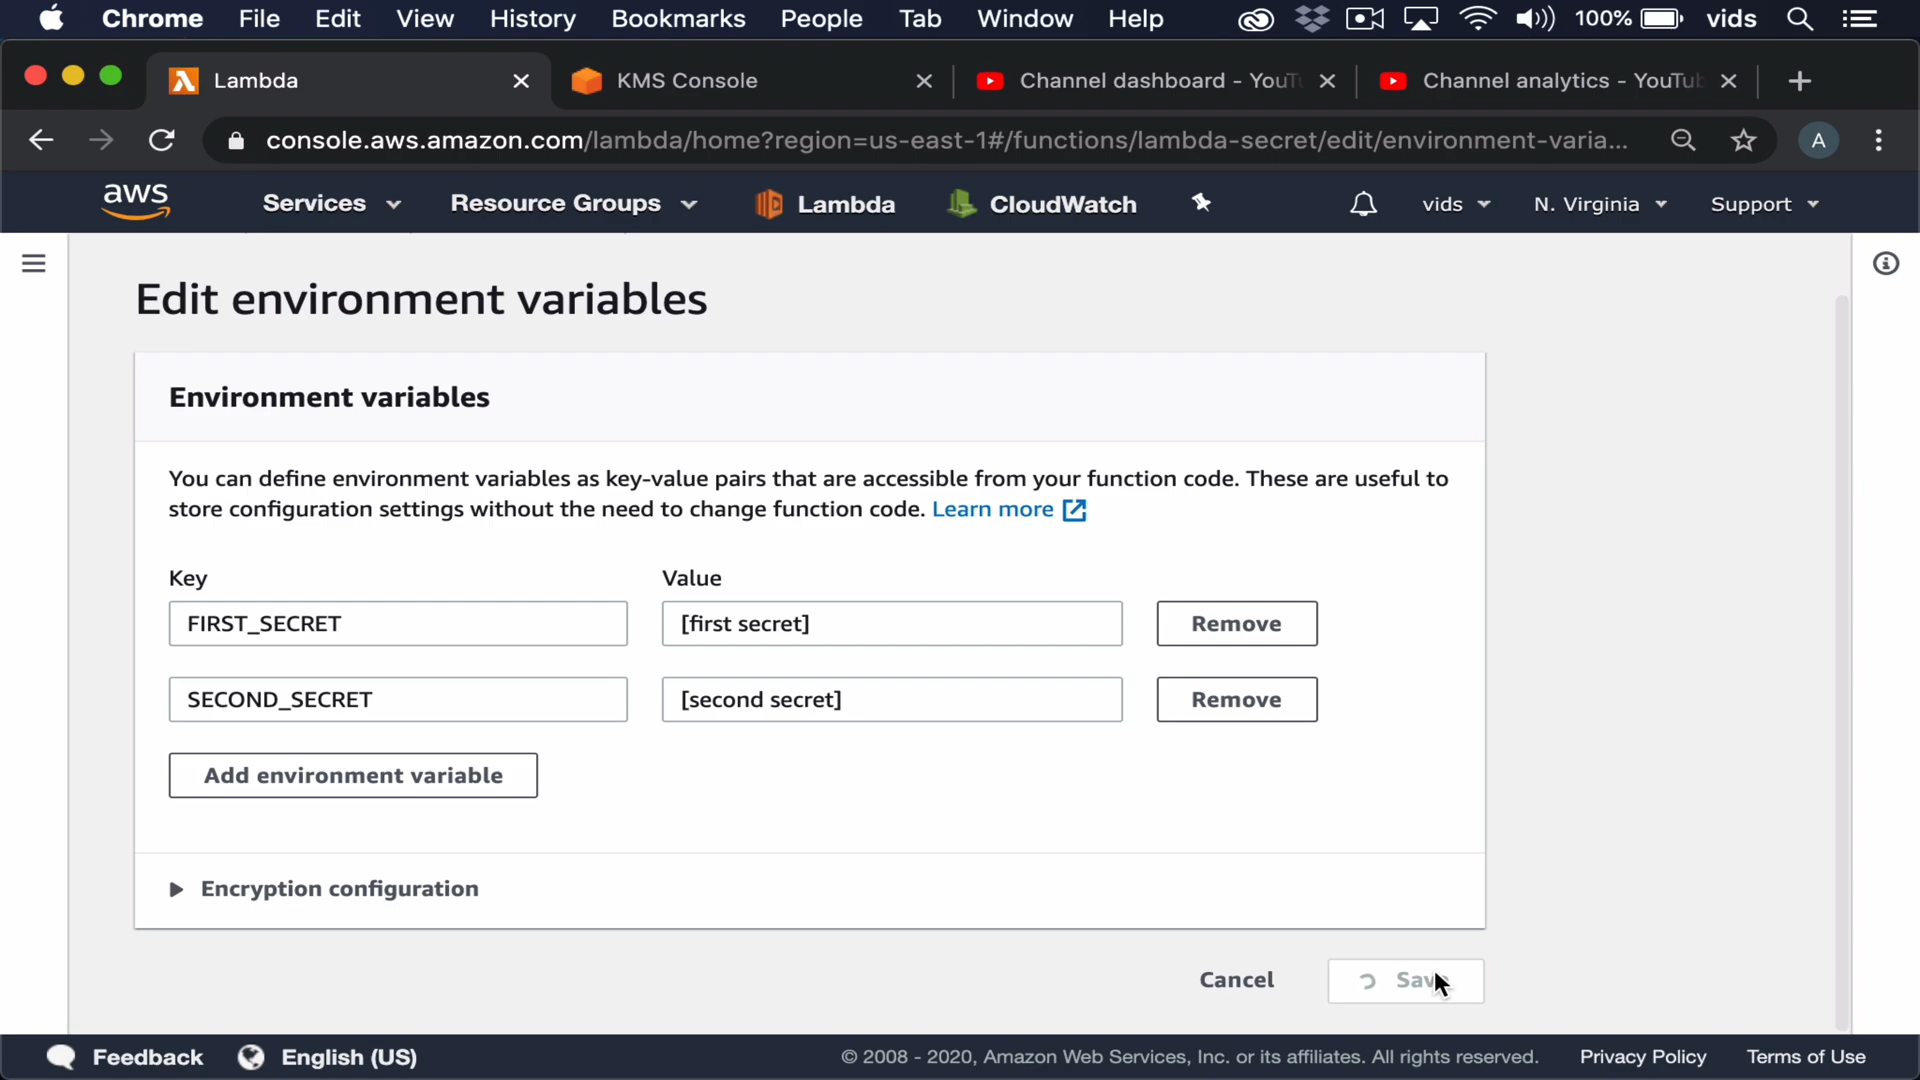 Chrome File Edit View History Bookmarks People Tab Window Help 100% vids
Lambda KMS Console Channel dashboard - YouT Channel analytics - YouTub
console.aws.amazon.com/lambda/home?region=us-east-1#/functions/lambda-secret/edit/environment-varia... A
aws Services Resource Groups Lambda CloudWatch vids N. Virginia Support
Edit environment variables
Environment variables
You can define environment variables as key-value pairs that are accessible from your function code. These are useful to
store configuration settings without the need to change function code. Learn more
Key Value
FIRST_SECRET [first secret] Remove
SECOND_SECRET [second secret] Remove
Add environment variable
Encryption configuration
Cancel Save
Feedback English (US) © 2008 - 2020, Amazon Web Services, Inc. or its affiliates. All rights reserved. Privacy Policy Terms of Use